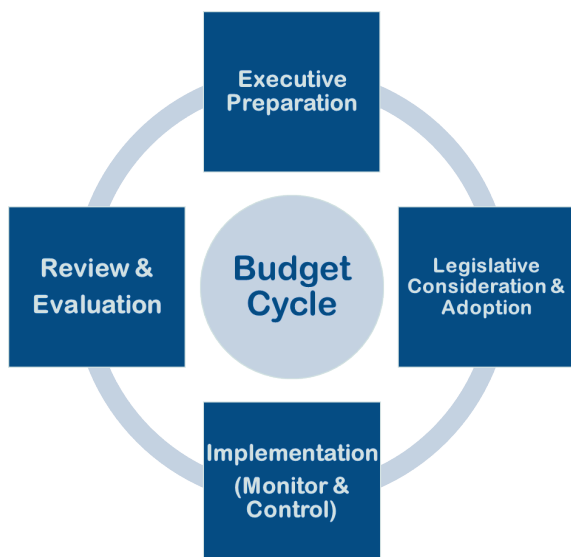 Executive
Preparation
Review &
Evaluation
Budget
Cycle
Legislative
Consideration &
Adoption
Implementation
(Monitor &
Control)